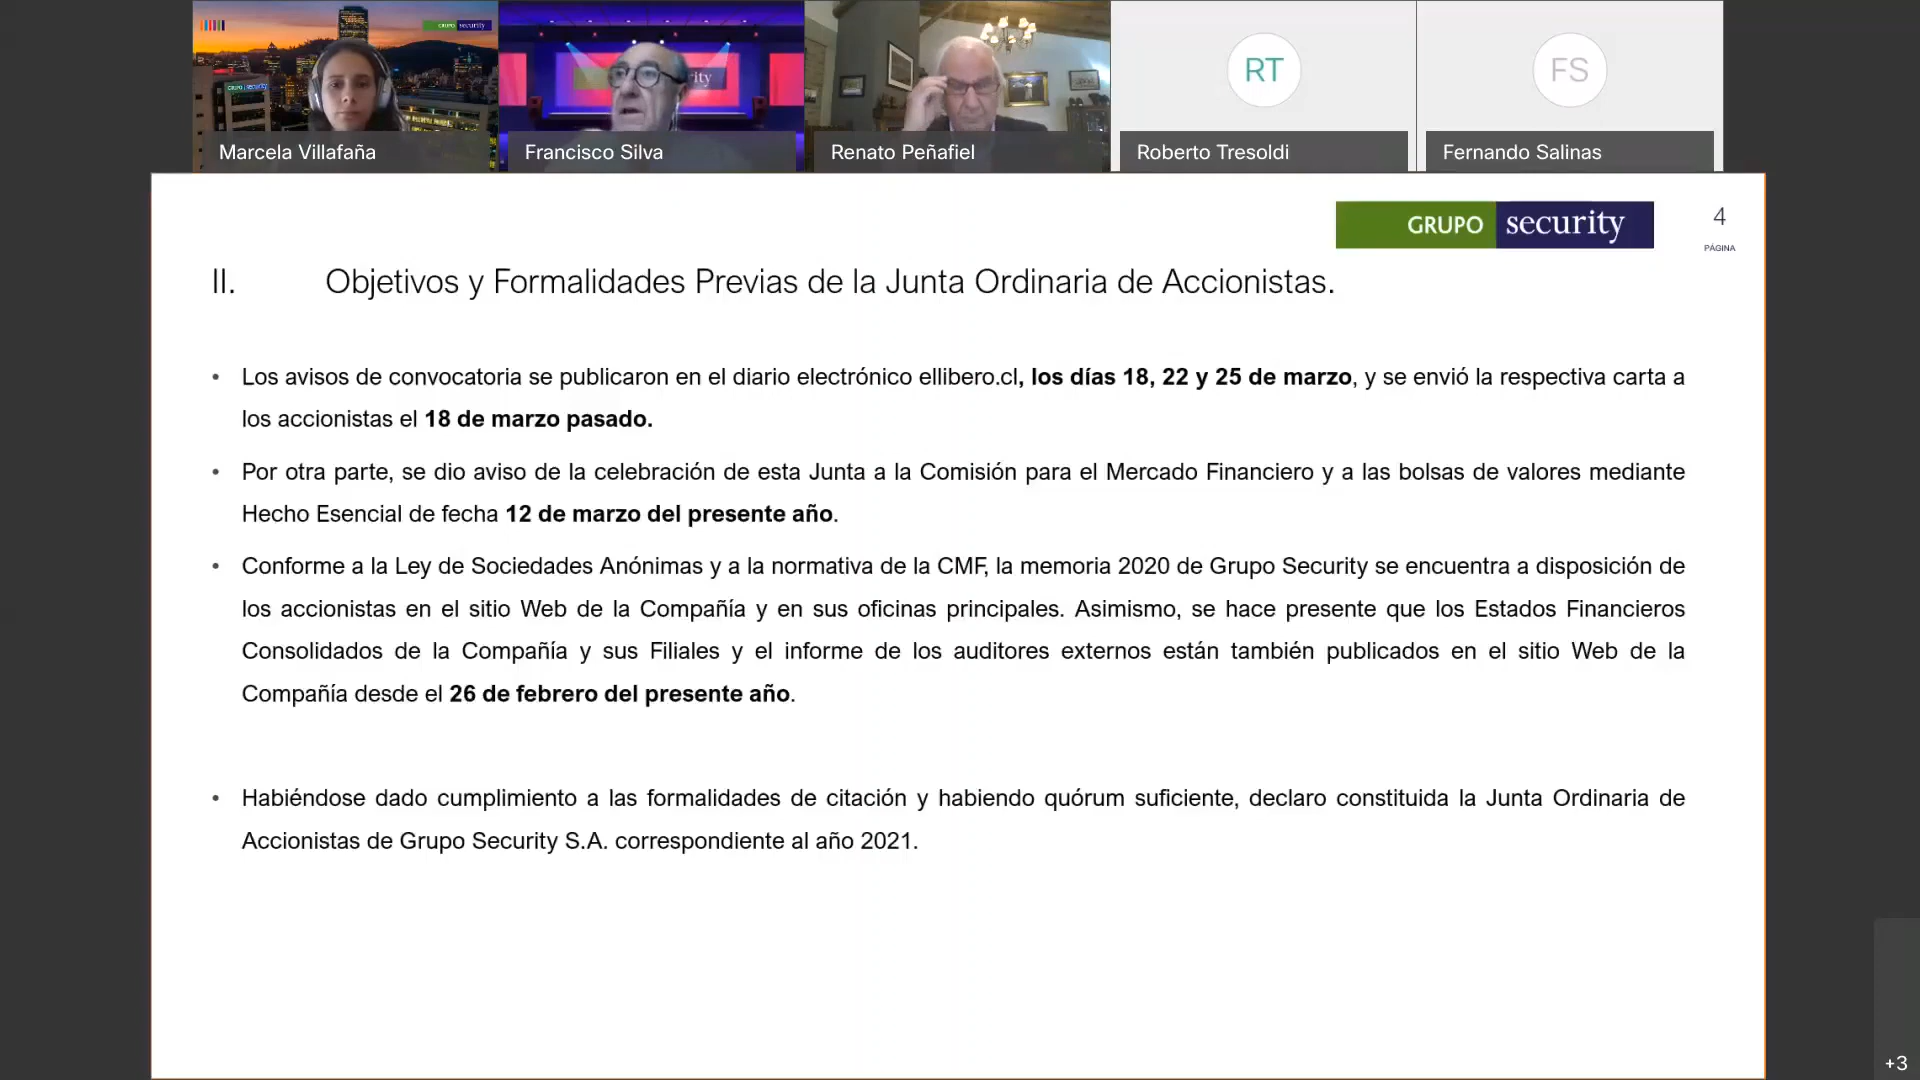 GRUPO security
GRUPO security
rity
RT
FS
Marcela Villafaña
Francisco Silva
Renato Peñafiel
Roberto Tresoldi
Fernando Salinas
GRUPO security
4
PÁGINA
II. Objetivos y Formalidades Previas de la Junta Ordinaria de Accionistas.
• Los avisos de convocatoria se publicaron en el diario electrónico ellibero.cl, los días 18, 22 y 25 de marzo, y se envió la respectiva carta a
los accionistas el 18 de marzo pasado.
• Por otra parte, se dio aviso de la celebración de esta Junta a la Comisión para el Mercado Financiero y a las bolsas de valores mediante
Hecho Esencial de fecha 12 de marzo del presente año.
• Conforme a la Ley de Sociedades Anónimas y a la normativa de la CMF, la memoria 2020 de Grupo Security se encuentra a disposición de
los accionistas en el sitio Web de la Compañía y en sus oficinas principales. Asimismo, se hace presente que los Estados Financieros
Consolidados de la Compañía y sus Filiales y el informe de los auditores externos están también publicados en el sitio Web de la
Compañía desde el 26 de febrero del presente año.
• Habiéndose dado cumplimiento a las formalidades de citación y habiendo quórum suficiente, declaro constituida la Junta Ordinaria de
Accionistas de Grupo Security S.A. correspondiente al año 2021.
+3